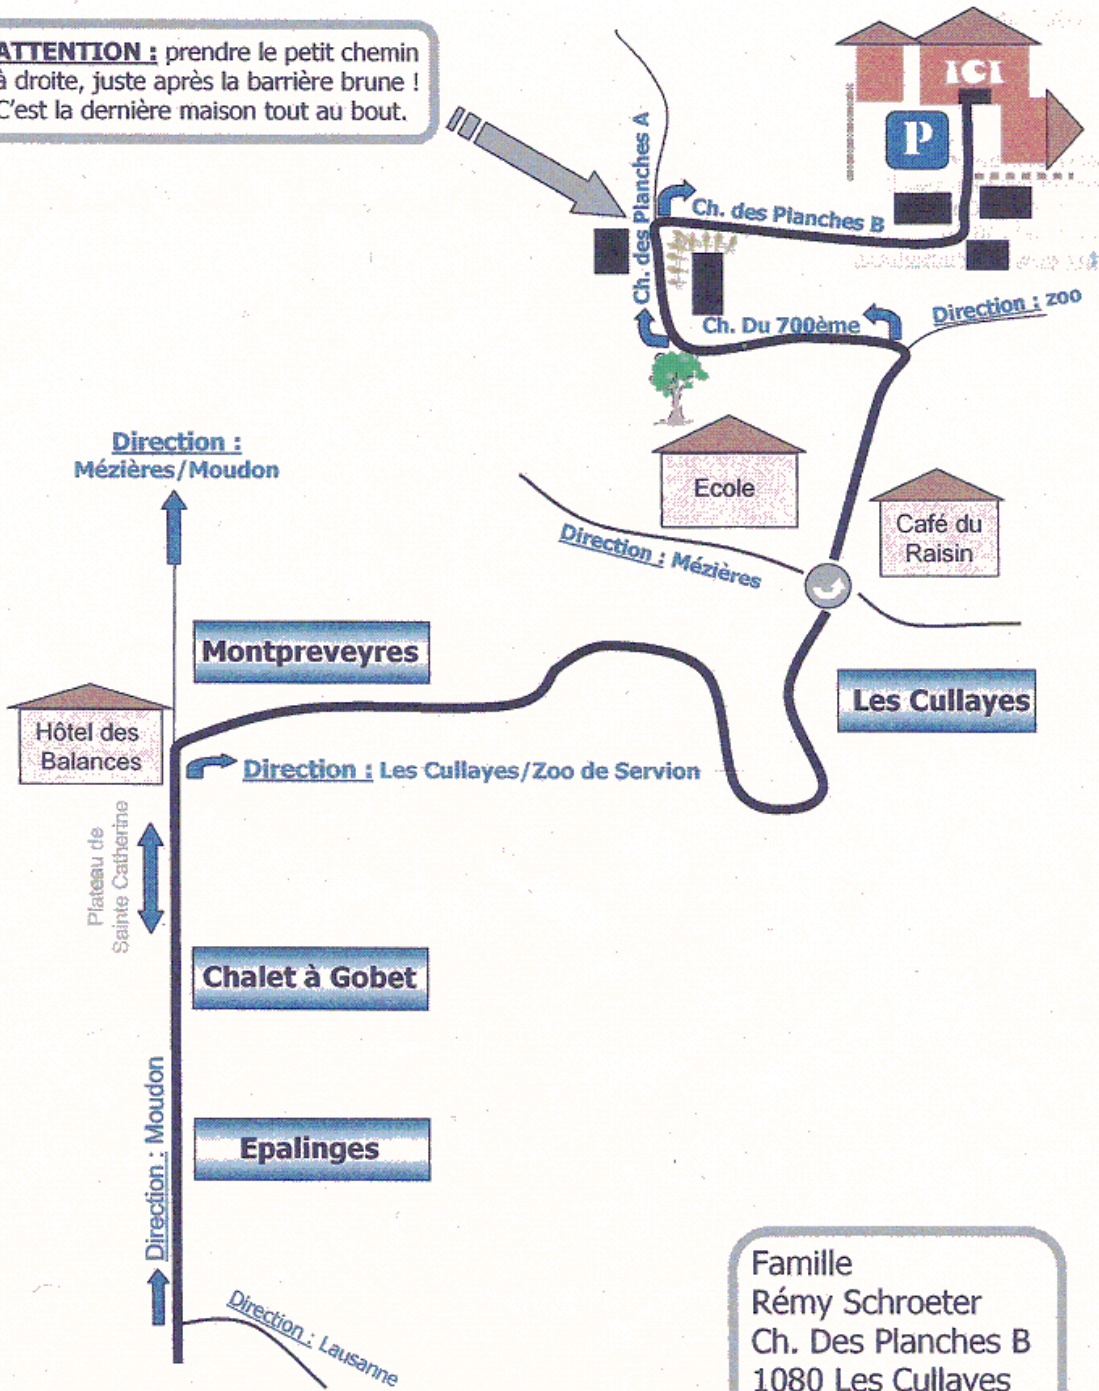 ATTENTION : prendre le petit chemin
à droite, juste après la barrière brune !
C'est la dernière maison tout au bout.
ICI
P
Ch. des Planches A
Ch. des Planches B
Ch. Du 700ème
Direction : zoo
Ecole
Café du
Raisin
Direction : Mézières
Direction :
Mézières/Moudon
Montpreveyres
Les Cullayes
Hôtel des
Balances
Direction : Les Cullayes/Zoo de Servion
Plateau de
Sainte Catherine
Chalet à Gobet
Epalinges
Direction : Moudon
Direction : Lausanne
Famille
Rémy Schroeter
Ch. Des Planches B
1080 Les Cullayes